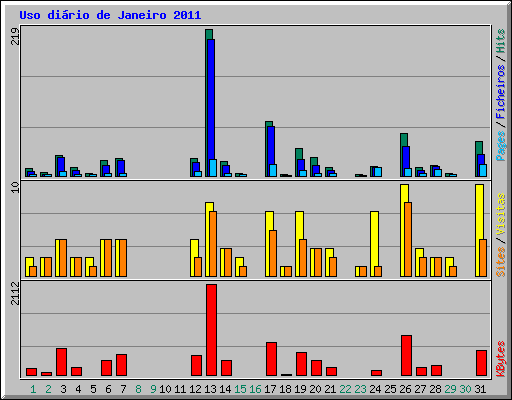 Uso diário de Janeiro 2011
219
Pages / Ficheiros / Hits
10
Sites / Visitas
2112
KBytes
1 2 3 4 5 6 7 8 9 10 11 12 13 14 15 16 17 18 19 20 21 22 23 24 25 26 27 28 29 30 31